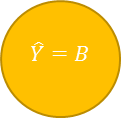 Ŷ = B